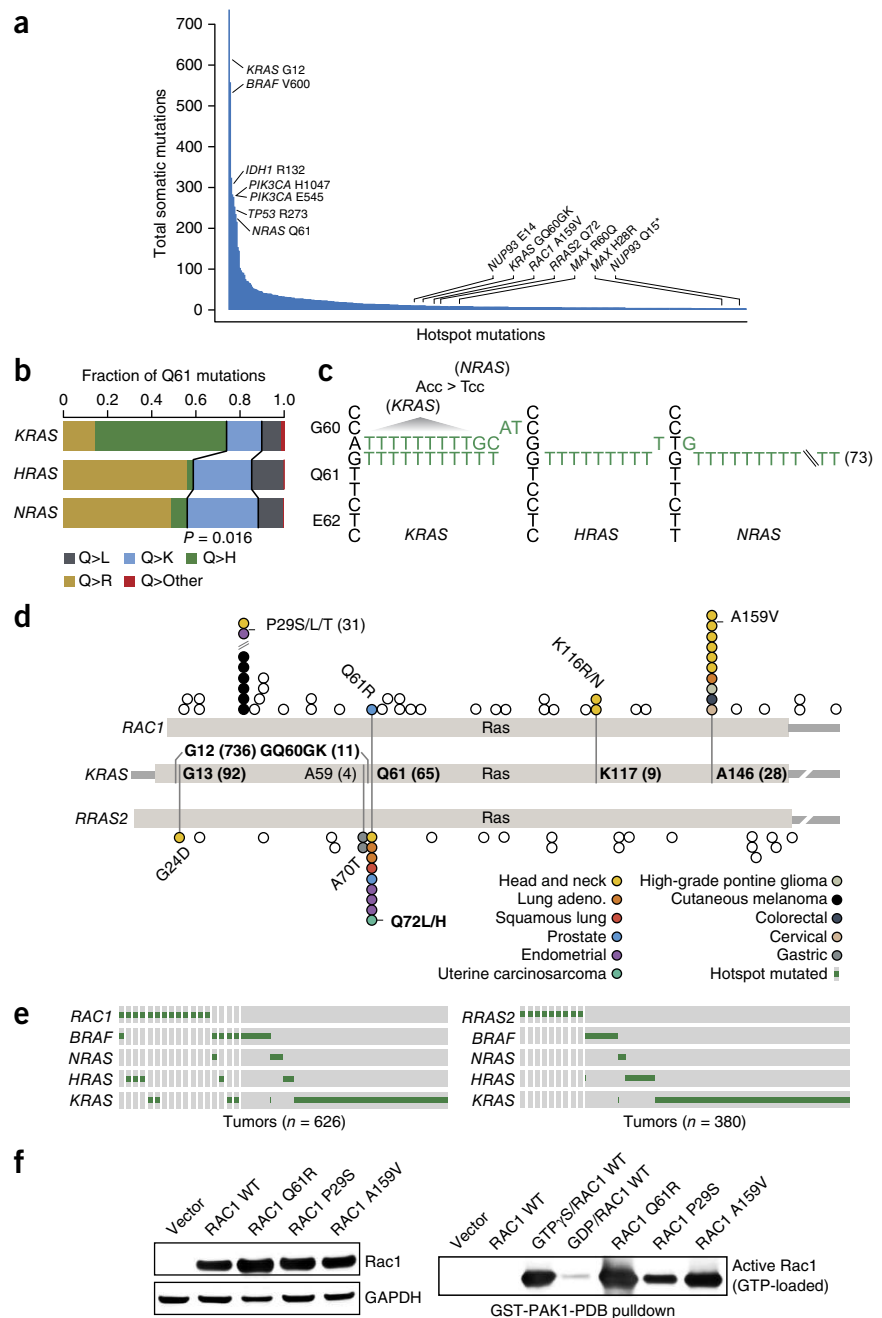 a
Total somatic mutations
700
600
500
400
300
200
100
0
KRAS G12
BRAF V600
IDH1 R132
PIK3CA H1047
PIK3CA E545
TP53 R273
NRAS Q61
NUP93 E14
KRAS GQ60GK
RAC1 A159V
RRAS2 Q72
MAX R60Q
MAX H28R
NUP93 Q15*
Hotspot mutations
b
Fraction of Q61 mutations
0 0.2 0.4 0.6 0.8 1.0
KRAS
HRAS
NRAS
P = 0.016
Q>L Q>K Q>H
Q>R Q>Other
c
(NRAS)
Acc > Tcc
(KRAS)
G60
Q61
E62
C
C
A
G
T
T
C
T
C
TTTTTTTTTGC
AT
TTTTTTTTTT
KRAS
C
C
G
G
T
C
C
T
C
TTTTTTTT
T
HRAS
C
C
T
G
T
T
C
T
T
G
TTTTTTTT TT (73)
NRAS
d
P29S/L/T (31)
Q61R
K116R/N
A159V
RAC1
Ras
G12 (736) GQ60GK (11)
KRAS
G13 (92)
A59 (4)
Q61 (65)
Ras
K117 (9)
A146 (28)
RRAS2
Ras
G24D
A70T
Q72L/H
Head and neck
Lung adeno.
Squamous lung
Prostate
Endometrial
Uterine carcinosarcoma
High-grade pontine glioma
Cutaneous melanoma
Colorectal
Cervical
Gastric
Hotspot mutated
e
RAC1
BRAF
NRAS
HRAS
KRAS
Tumors (n = 626)
RRAS2
BRAF
NRAS
HRAS
KRAS
Tumors (n = 380)
f
Vector
RAC1 WT
RAC1 Q61R
RAC1 P29S
RAC1 A159V
Rac1
GAPDH
Vector
RAC1 WT
GTPγS/RAC1 WT
GDP/RAC1 WT
RAC1 Q61R
RAC1 P29S
RAC1 A159V
Active Rac1
(GTP-loaded)
GST-PAK1-PDB pulldown